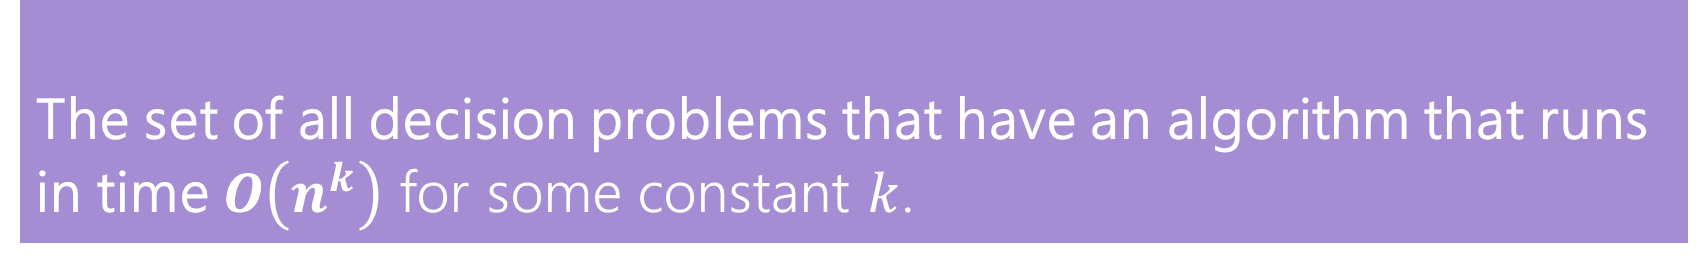 The set of all decision problems that have an algorithm that runs
in time O(n^k) for some constant k.